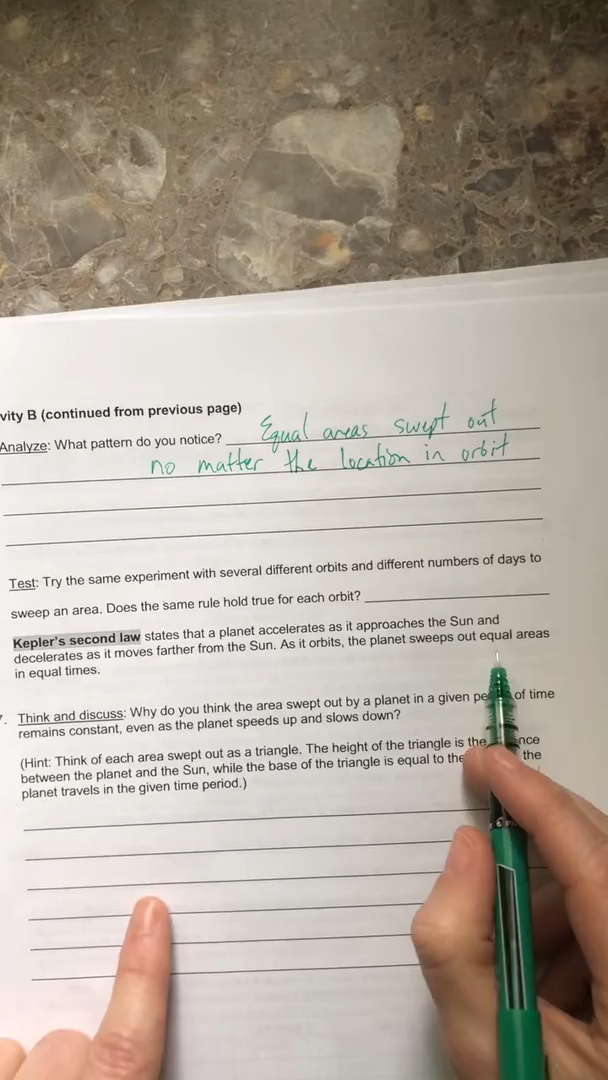 vity B (continued from previous page)
Analyze: What pattern do you notice? Equal areas swept out
no matter the location in orbit
Test: Try the same experiment with several different orbits and different numbers of days to
sweep an area. Does the same rule hold true for each orbit?
Kepler's second law states that a planet accelerates as it approaches the Sun and
decelerates as it moves farther from the Sun. As it orbits, the planet sweeps out equal areas
in equal times.
. Think and discuss: Why do you think the area swept out by a planet in a given pe of time
remains constant, even as the planet speeds up and slows down?
(Hint: Think of each area swept out as a triangle. The height of the triangle is the nce
between the planet and the Sun, while the base of the triangle is equal to the the
planet travels in the given time period.)